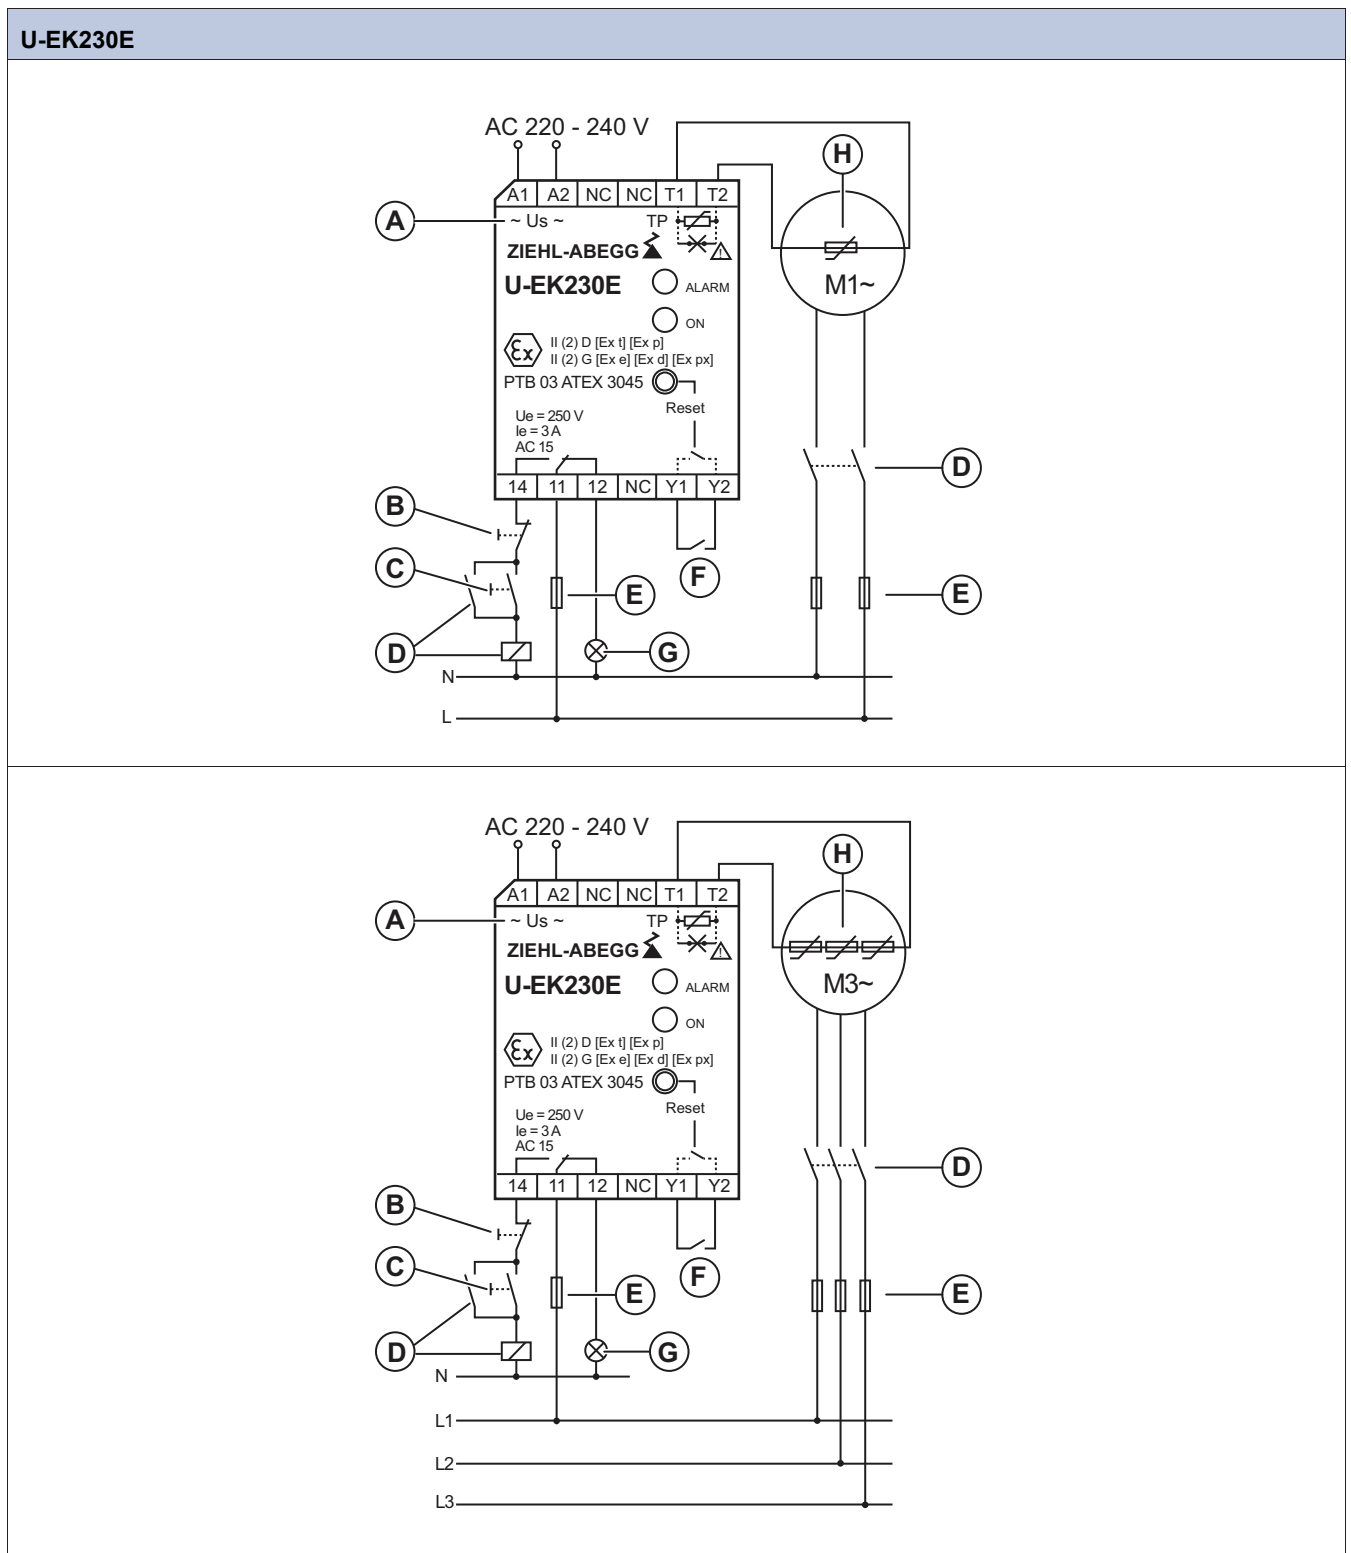 U-EK230E
AC 220 - 240 V
H
A1 A2 NC NC T1 T2
A
~ Us ~ TP
ZIEHL-ABEGG
U-EK230E ALARM
M1~
ON
Ex II (2) D [Ex t] [Ex p]
II (2) G [Ex e] [Ex d] [Ex px]
PTB 03 ATEX 3045
Reset
Ue = 250 V
Ie = 3 A
AC 15
D
14 11 12 NC Y1 Y2
B
C
F
E
E
D
G
N
L
AC 220 - 240 V
H
A1 A2 NC NC T1 T2
A
~ Us ~ TP
ZIEHL-ABEGG
U-EK230E ALARM
M3~
ON
Ex II (2) D [Ex t] [Ex p]
II (2) G [Ex e] [Ex d] [Ex px]
PTB 03 ATEX 3045
Reset
Ue = 250 V
Ie = 3 A
AC 15
D
14 11 12 NC Y1 Y2
B
C
F
E
E
D
G
N
L1
L2
L3